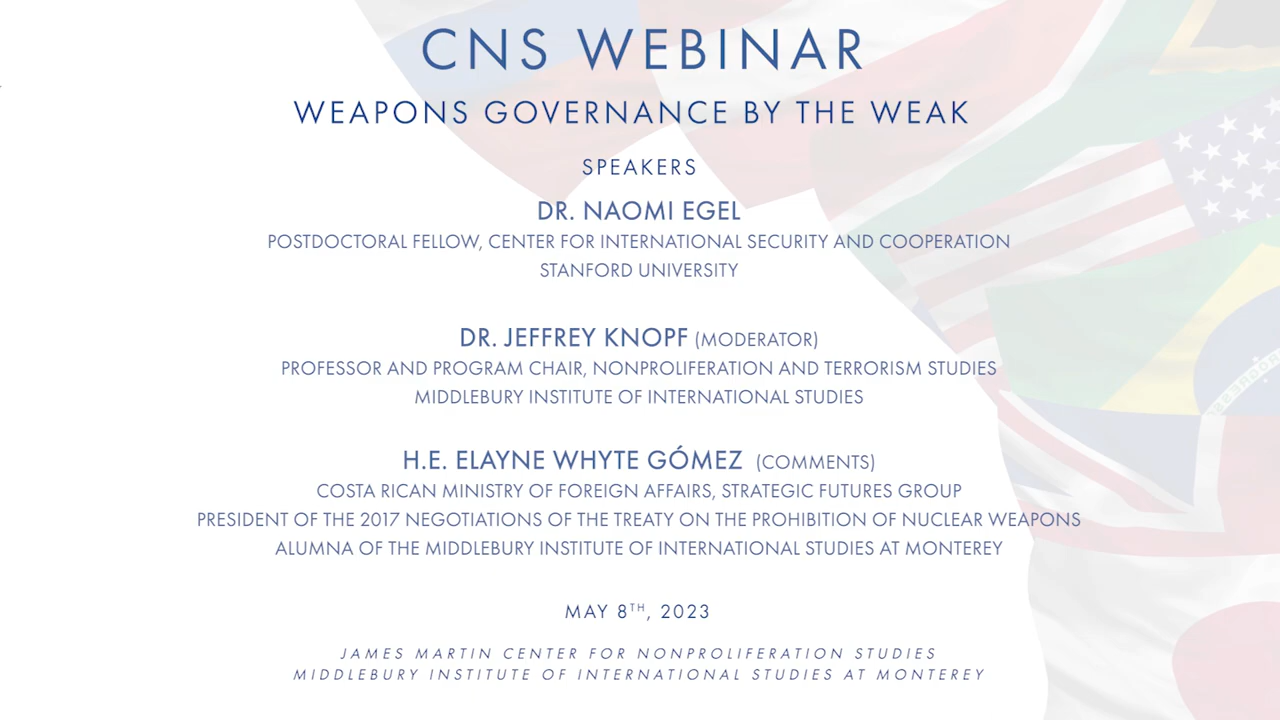 CNS WEBINAR
WEAPONS GOVERNANCE BY THE WEAK
SPEAKERS
DR. NAOMI EGEL
POSTDOCTORAL FELLOW, CENTER FOR INTERNATIONAL SECURITY AND COOPERATION
STANFORD UNIVERSITY
DR. JEFFREY KNOPF (MODERATOR)
PROFESSOR AND PROGRAM CHAIR, NONPROLIFERATION AND TERRORISM STUDIES
MIDDLEBURY INSTITUTE OF INTERNATIONAL STUDIES
H.E. ELAYNE WHYTE GÓMEZ (COMMENTS)
COSTA RICAN MINISTRY OF FOREIGN AFFAIRS, STRATEGIC FUTURES GROUP
PRESIDENT OF THE 2017 NEGOTIATIONS OF THE TREATY ON THE PROHIBITION OF NUCLEAR WEAPONS
ALUMNA OF THE MIDDLEBURY INSTITUTE OF INTERNATIONAL STUDIES AT MONTEREY
MAY 8TH, 2023
JAMES MARTIN CENTER FOR NONPROLIFERATION STUDIES
MIDDLEBURY INSTITUTE OF INTERNATIONAL STUDIES AT MONTEREY